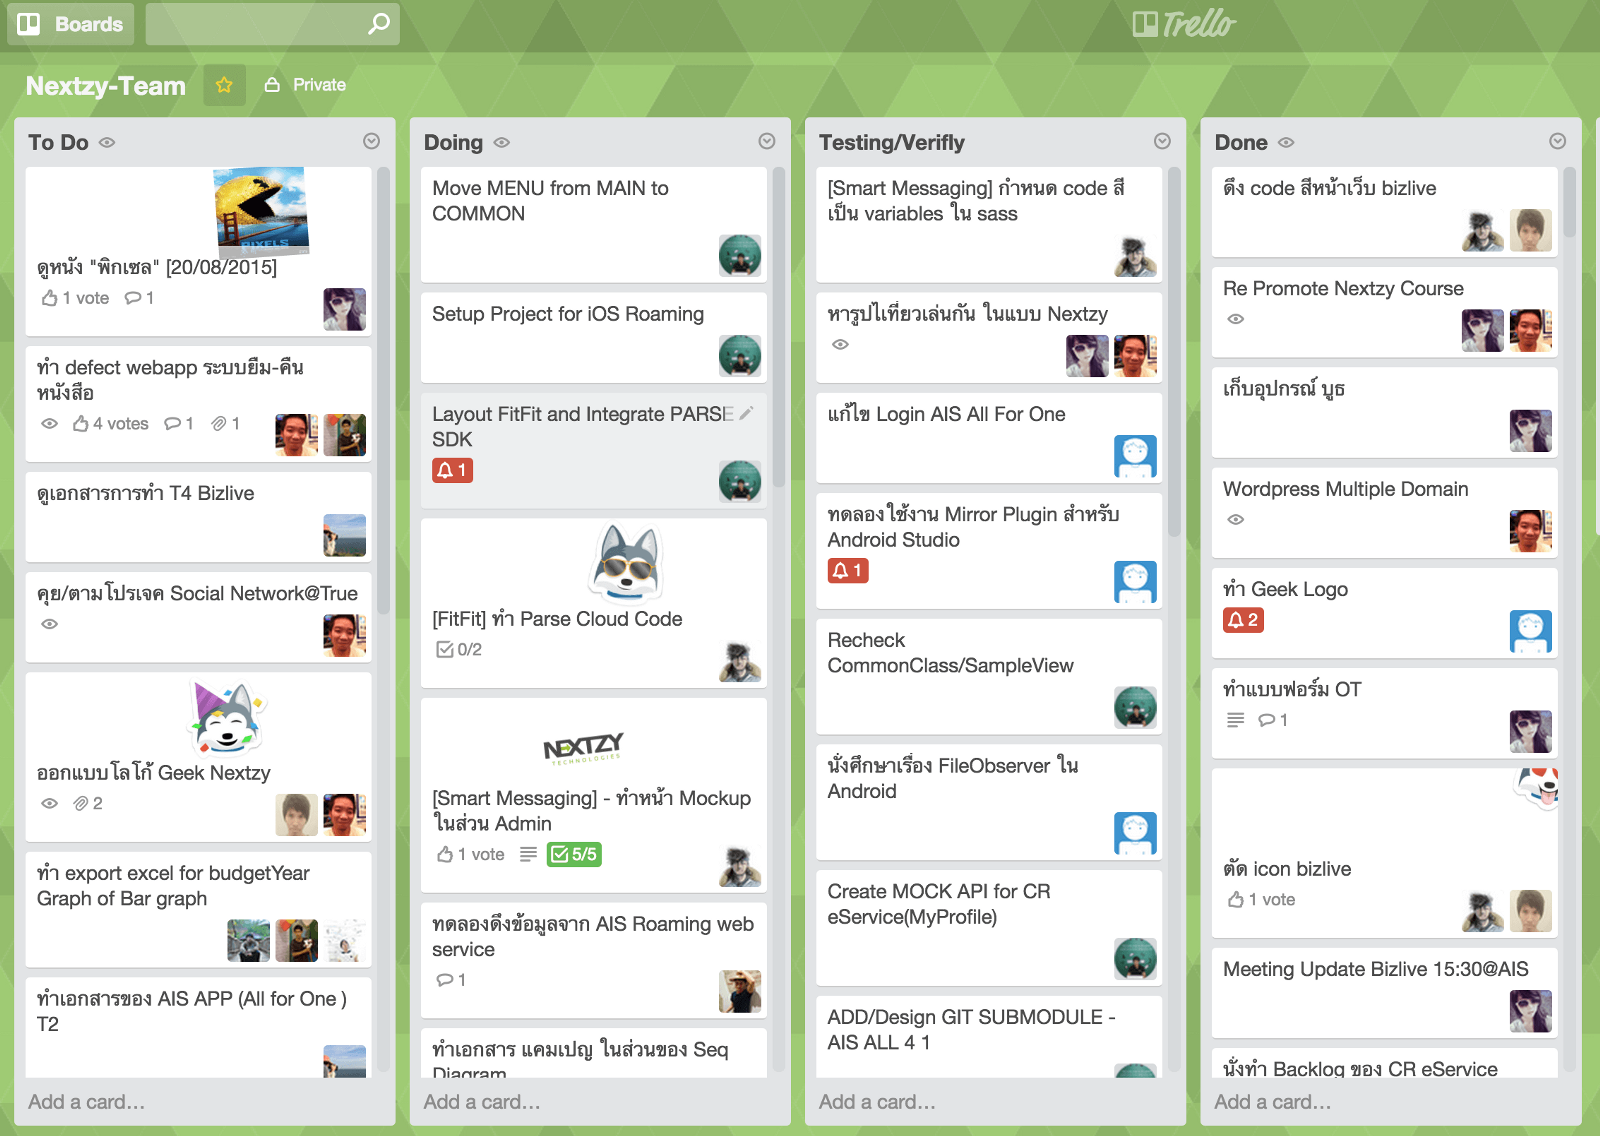 Boards
Trello
Nextzy-Team
Private
To Do
ดูหนัง "พิกเซล" [20/08/2015]
1 vote 1
ทำ defect webapp ระบบยืม-คืน
หนังสือ
4 votes 1 1
ดูเอกสารการทำ T4 Bizlive
คุย/ตามโปรเจค Social Network@True
ออกแบบโลโก้ Geek Nextzy
2
ทำ export excel for budgetYear
Graph of Bar graph
ทำเอกสารของ AIS APP (All for One )
T2
Add a card…
Doing
Move MENU from MAIN to
COMMON
Setup Project for iOS Roaming
Layout FitFit and Integrate PARSE
SDK
1
[FitFit] ทำ Parse Cloud Code
0/2
NEXTZY
TECHNOLOGIES
[Smart Messaging] - ทำหน้า Mockup
ในส่วน Admin
1 vote 5/5
ทดลองดึงข้อมูลจาก AIS Roaming web
service
1
ทำเอกสาร แคมเปญ ในส่วนของ Seq
Diagram
Add a card…
Testing/Verifly
[Smart Messaging] กำหนด code สี
เป็น variables ใน sass
หารูปไเที่ยวเล่นกัน ในแบบ Nextzy
แก้ไข Login AIS All For One
ทดลองใช้งาน Mirror Plugin สำหรับ
Android Studio
1
Recheck
CommonClass/SampleView
นั่งศึกษาเรื่อง FileObserver ใน
Android
Create MOCK API for CR
eService(MyProfile)
ADD/Design GIT SUBMODULE -
AIS ALL 4 1
Add a card…
Done
ดึง code สีหน้าเว็บ bizlive
Re Promote Nextzy Course
เก็บอุปกรณ์ บูธ
Wordpress Multiple Domain
ทำ Geek Logo
2
ทำแบบฟอร์ม OT
1
ตัด icon bizlive
1 vote
Meeting Update Bizlive 15:30@AIS
นั่งทำ Backlog ของ CR eService
Add a card…
PIXELS